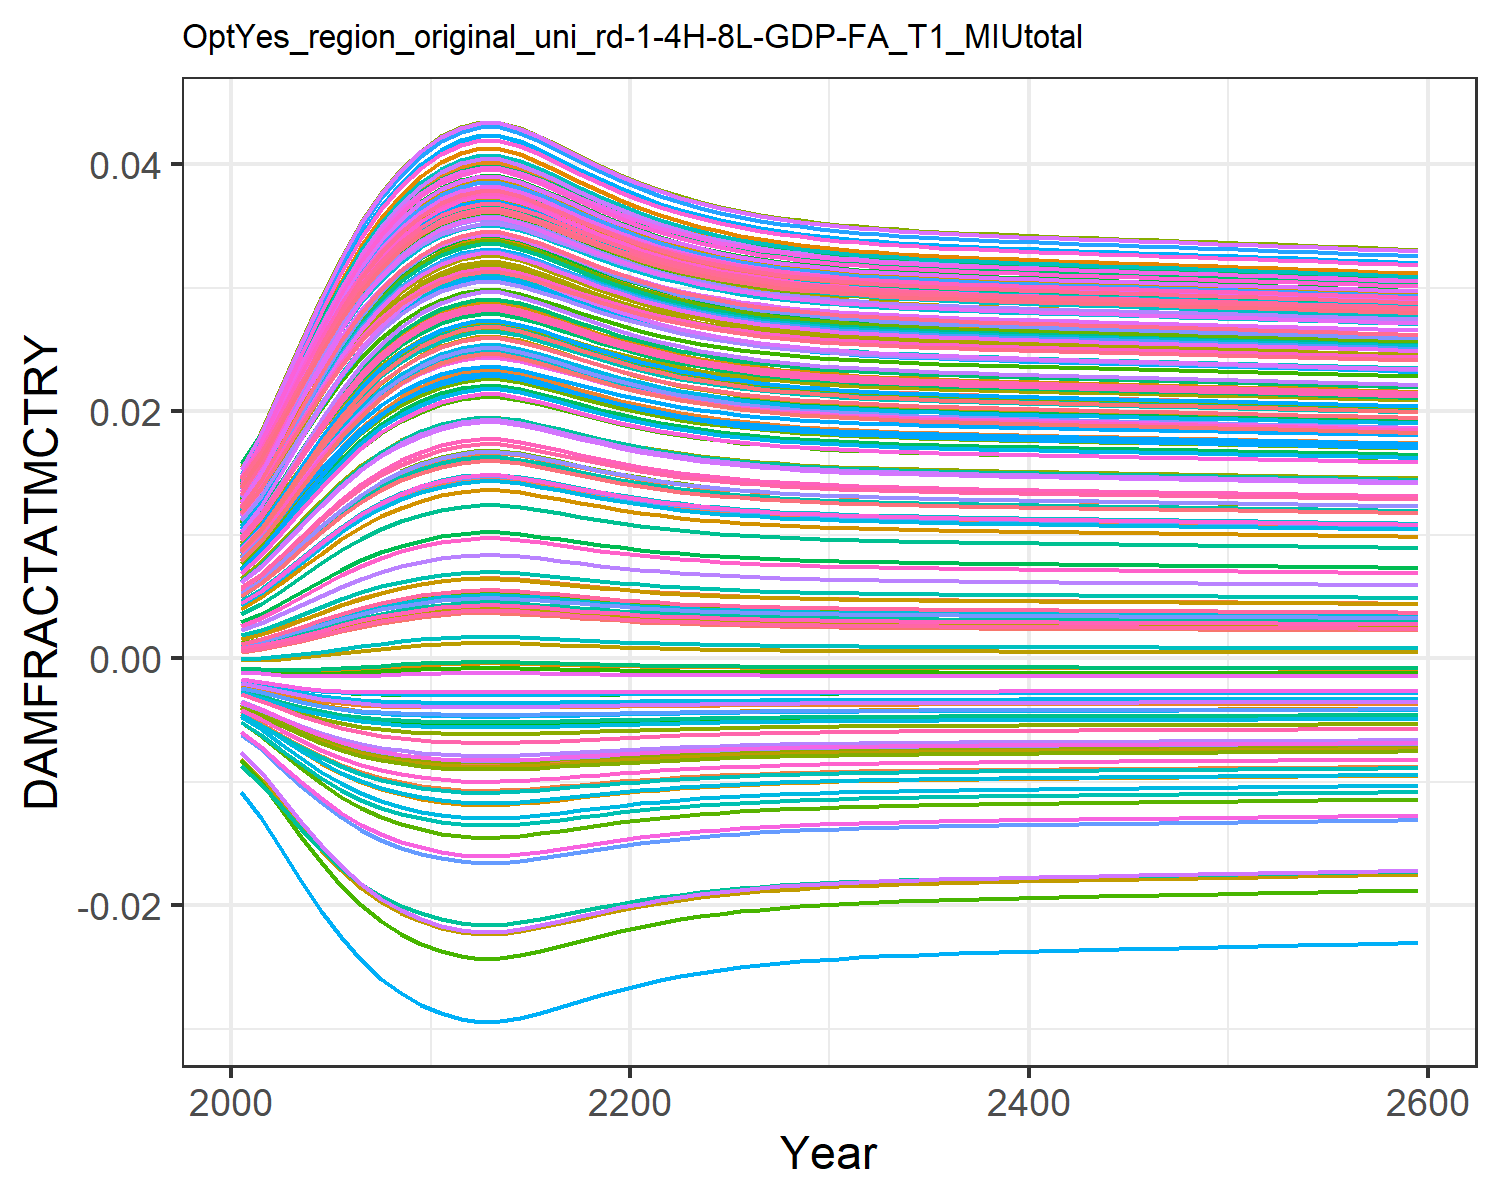 OptYes_region_original_uni_rd-1-4H-8L-GDP-FA_T1_MIUtotal
DAMFRACTATMCTRY
0.04
0.02
0.00
-0.02
2000 2200 2400 2600
Year